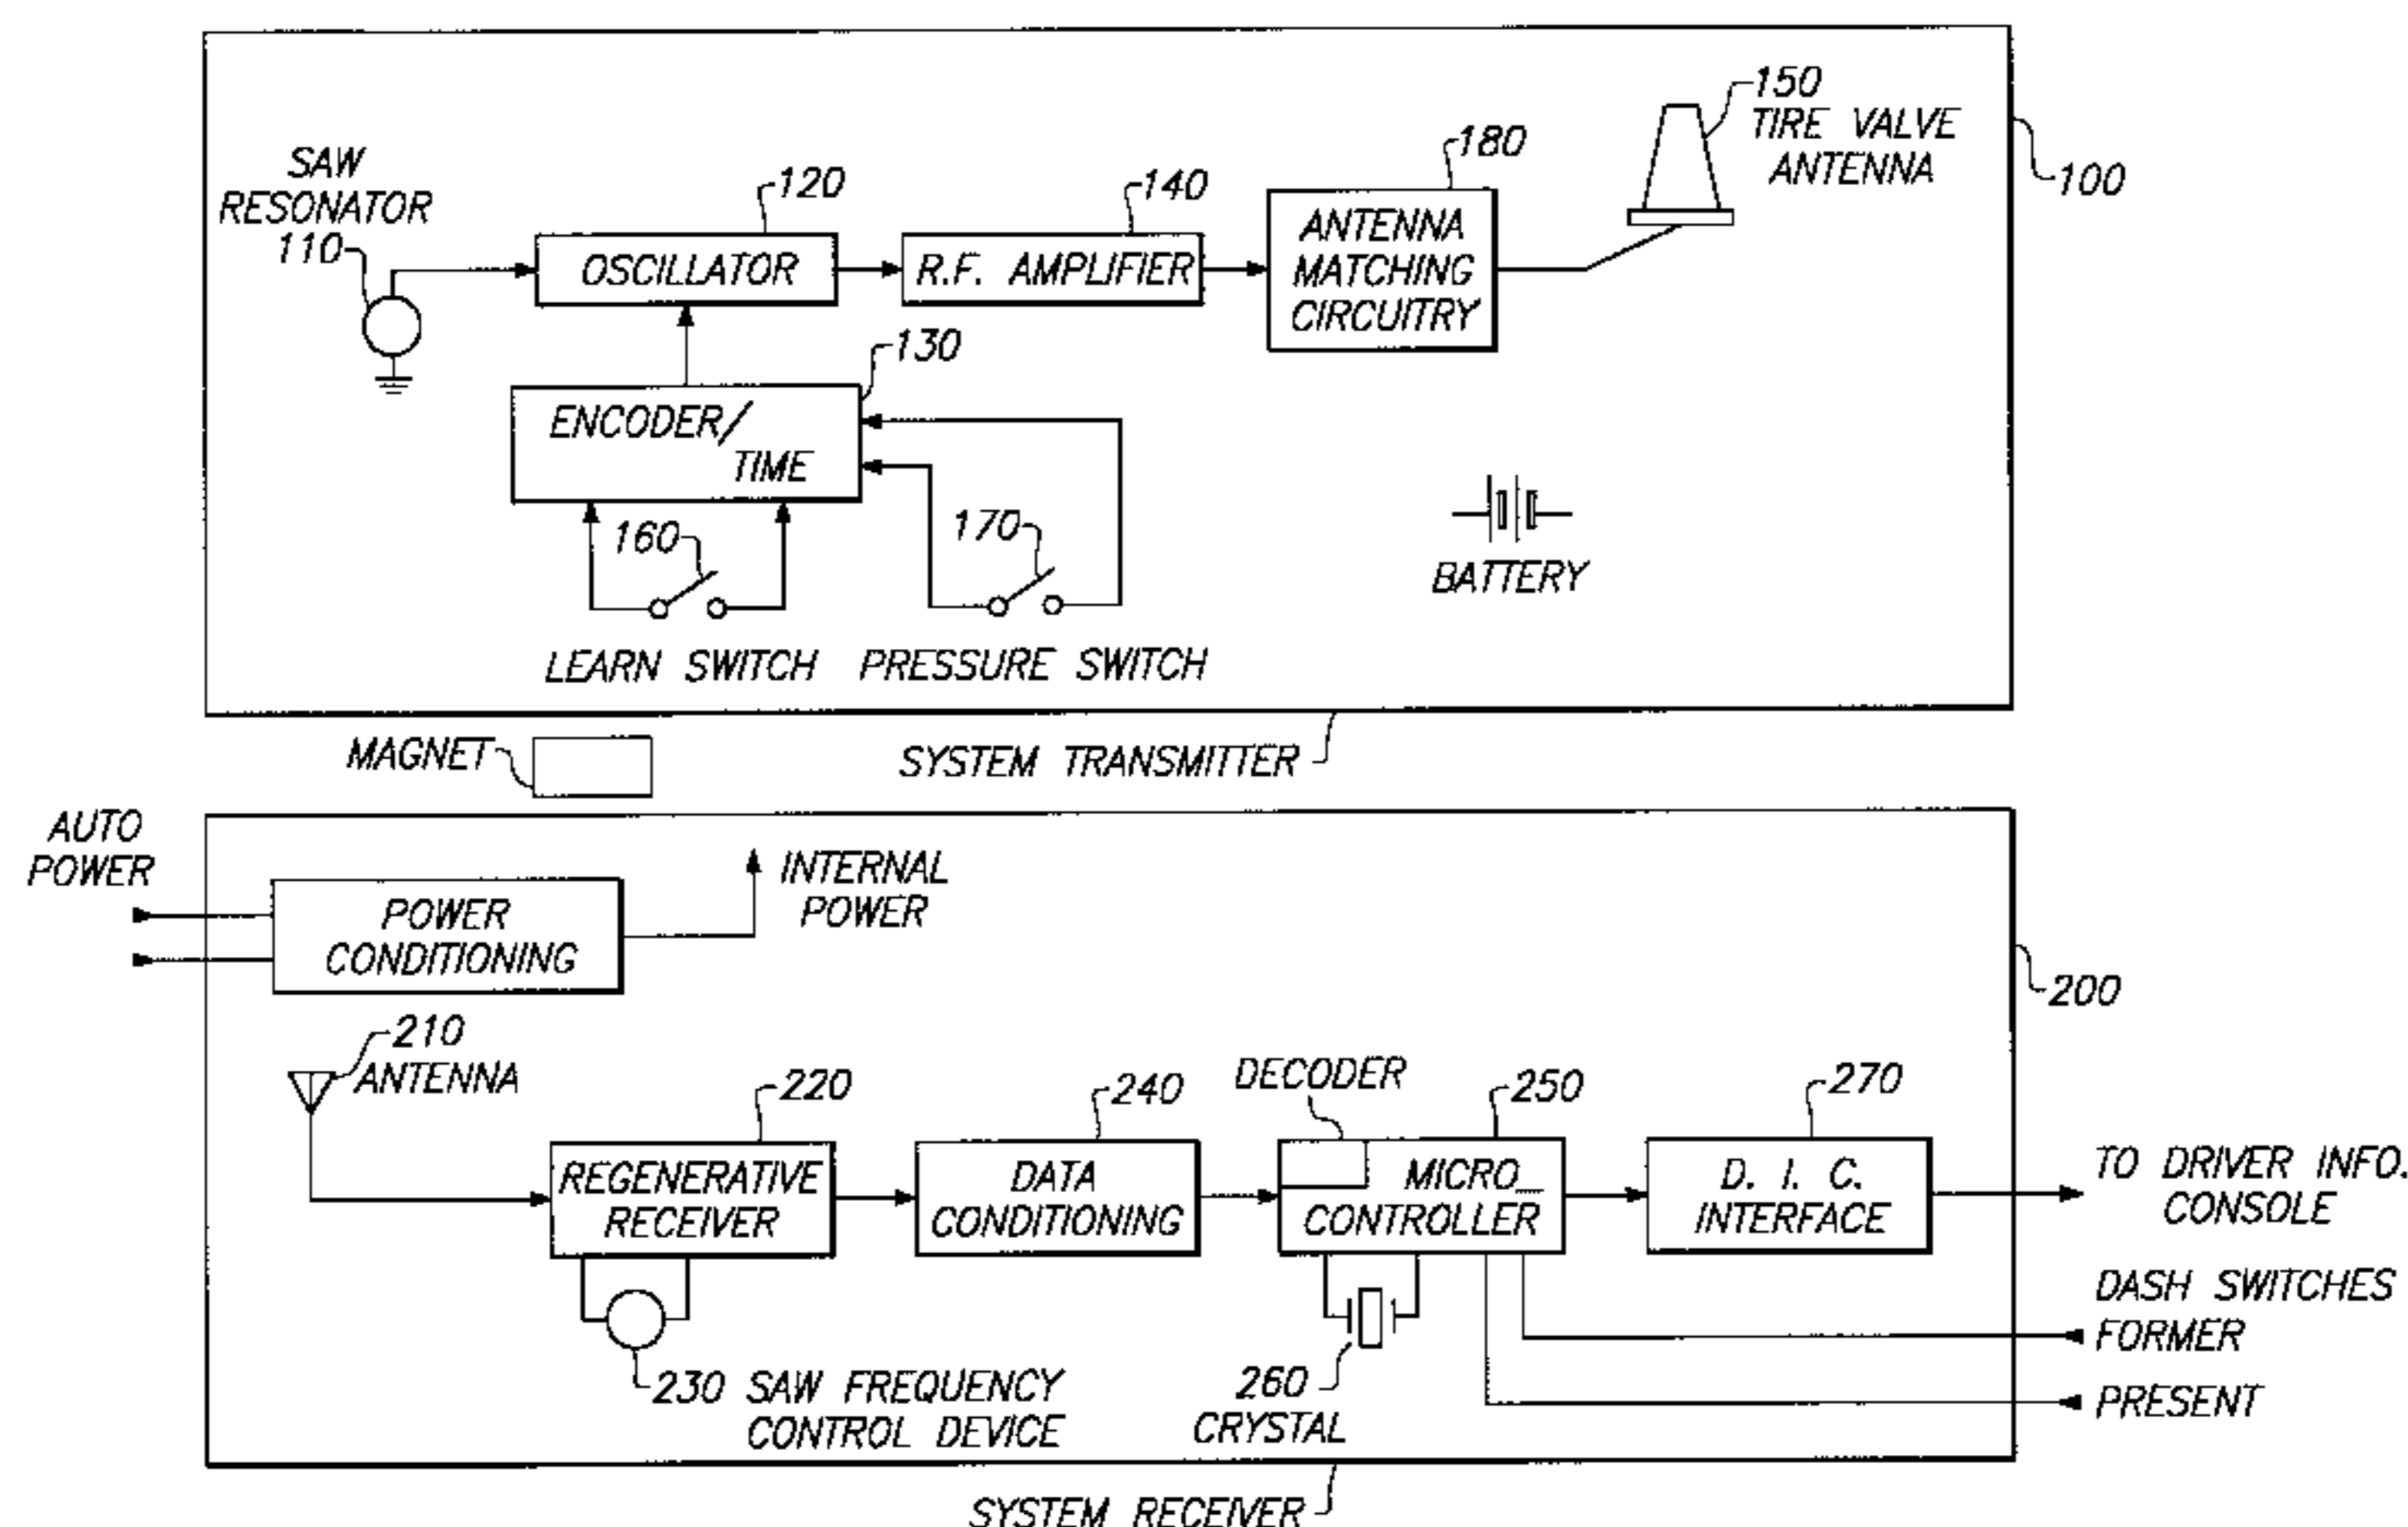 SAW
RESONATOR
110
120
OSCILLATOR
140
R.F. AMPLIFIER
180
ANTENNA
MATCHING
CIRCUITRY
150
TIRE VALVE
ANTENNA
100
130
ENCODER/
TIME
160
170
LEARN SWITCH
PRESSURE SWITCH
BATTERY
MAGNET
SYSTEM TRANSMITTER
AUTO
POWER
POWER
CONDITIONING
INTERNAL
POWER
200
210
ANTENNA
220
REGENERATIVE
RECEIVER
240
DATA
CONDITIONING
DECODER
250
MICRO_
CONTROLLER
270
D. I. C.
INTERFACE
TO DRIVER INFO.
CONSOLE
DASH SWITCHES
FORMER
PRESENT
230 SAW FREQUENCY
CONTROL DEVICE
260
CRYSTAL
SYSTEM RECEIVER